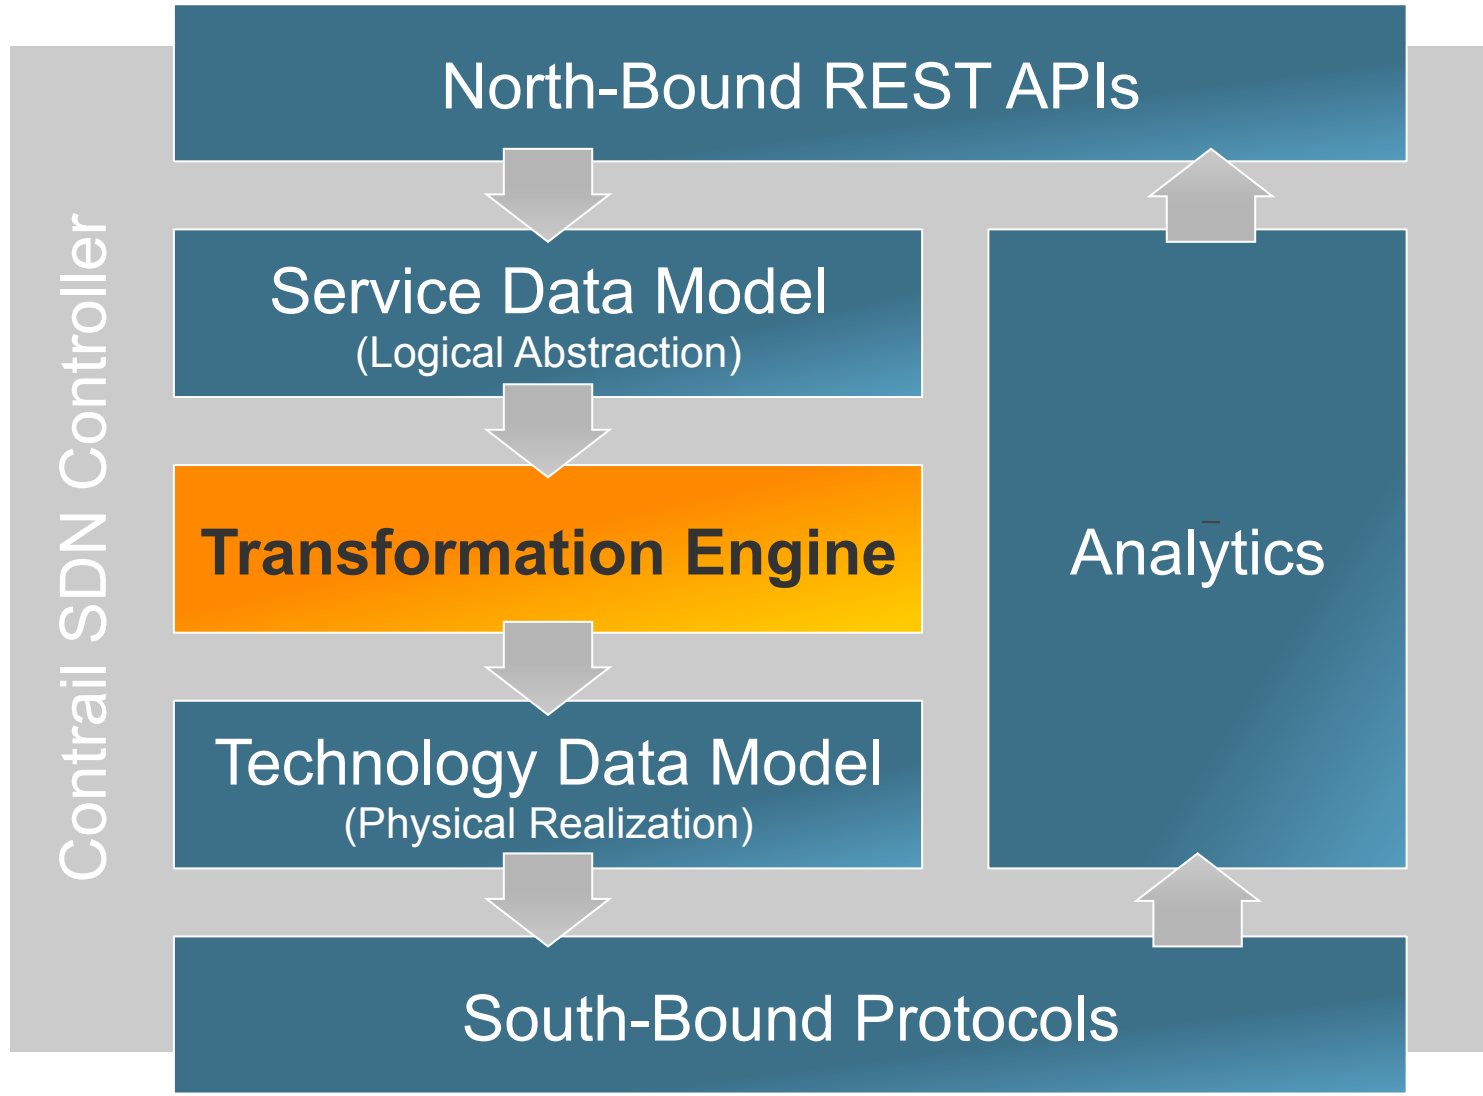 North-Bound REST APIs
Contrail SDN Controller
Service Data Model
(Logical Abstraction)
Transformation Engine
Analytics
Technology Data Model
(Physical Realization)
South-Bound Protocols